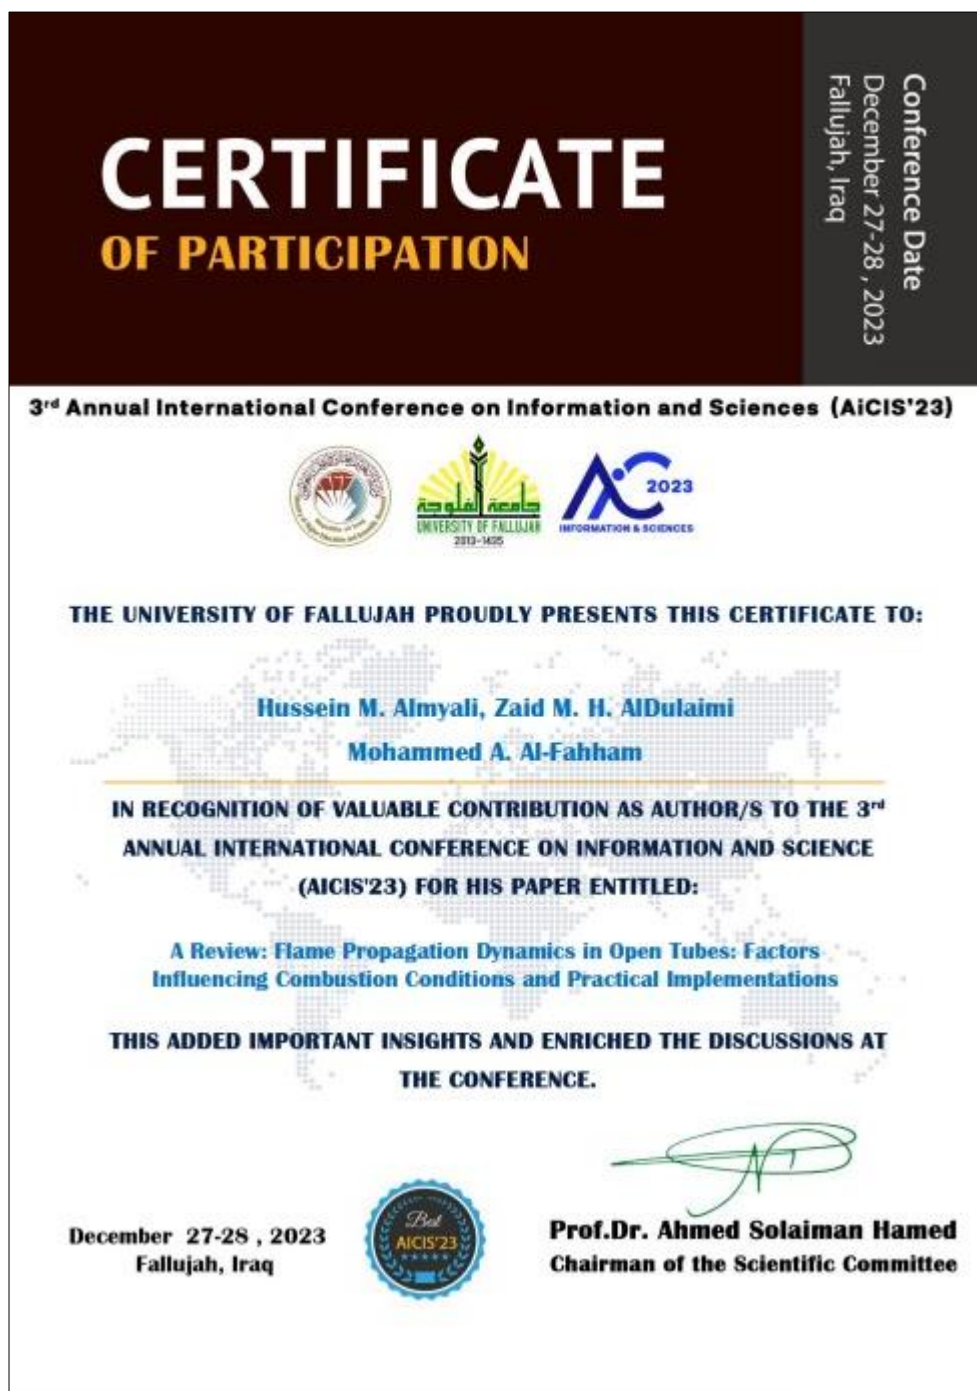 CERTIFICATE
OF PARTICIPATION
Conference Date
December 27-28 , 2023
Fallujah, Iraq
3rd Annual International Conference on Information and Sciences (AiCIS'23)
جامعة الفلوجة
UNIVERSITY OF FALLUJAH
2013-1435
AiC
2023
INFORMATION & SCIENCES
THE UNIVERSITY OF FALLUJAH PROUDLY PRESENTS THIS CERTIFICATE TO:
Hussein M. Almyali, Zaid M. H. AlDulaimi
Mohammed A. Al-Fahham
IN RECOGNITION OF VALUABLE CONTRIBUTION AS AUTHOR/S TO THE 3rd
ANNUAL INTERNATIONAL CONFERENCE ON INFORMATION AND SCIENCE
(AICIS'23) FOR HIS PAPER ENTITLED:
A Review: Flame Propagation Dynamics in Open Tubes: Factors
Influencing Combustion Conditions and Practical Implementations
THIS ADDED IMPORTANT INSIGHTS AND ENRICHED THE DISCUSSIONS AT
THE CONFERENCE.
December 27-28 , 2023
Fallujah, Iraq
Best
AICIS'23
Prof.Dr. Ahmed Solaiman Hamed
Chairman of the Scientific Committee